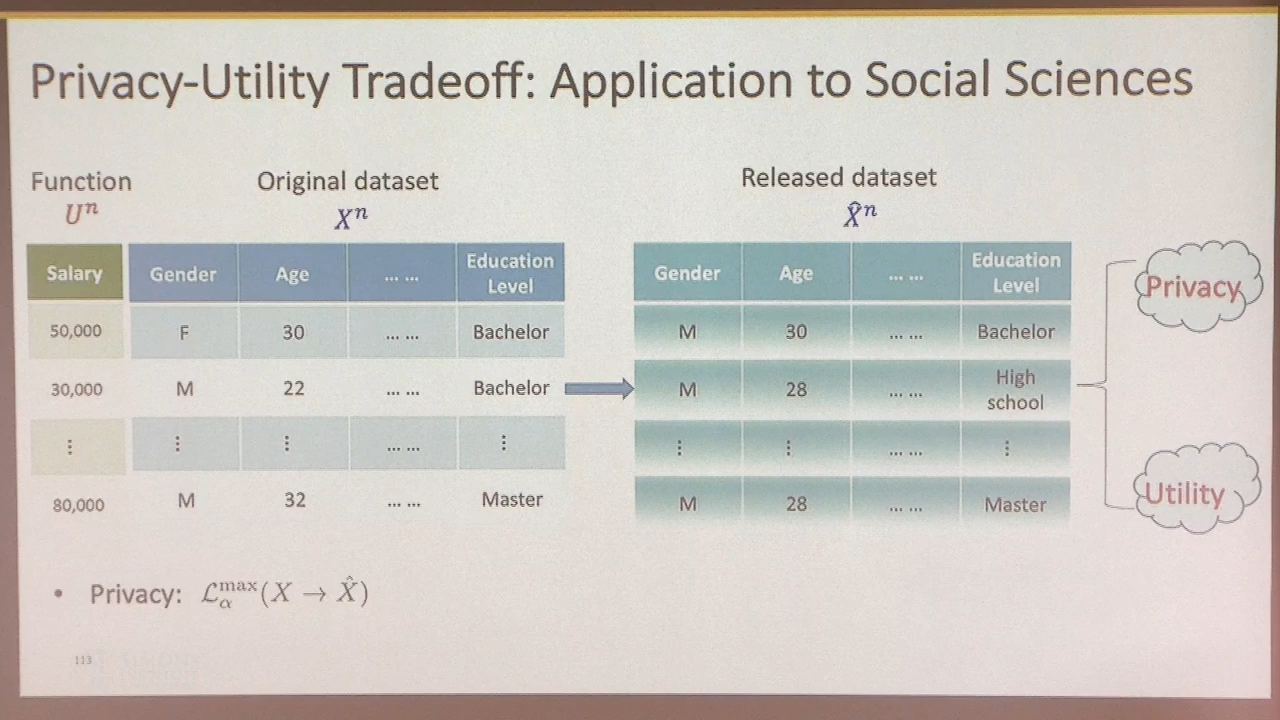 Privacy-Utility Tradeoff: Application to Social Sciences
Function
Uⁿ
Original dataset
Xⁿ
Released dataset
X̂ⁿ
Salary
Gender
Age
... ...
Education
Level
50,000
F
30
... ...
Bachelor
30,000
M
22
... ...
Bachelor
⋮
⋮
⋮
... ...
⋮
80,000
M
32
... ...
Master
Gender
Age
... ...
Education
Level
M
30
... ...
Bachelor
M
28
... ...
High
school
⋮
⋮
... ...
⋮
M
28
... ...
Master
Privacy
Utility
• Privacy: ℒ_α^max(X → X̂)
113